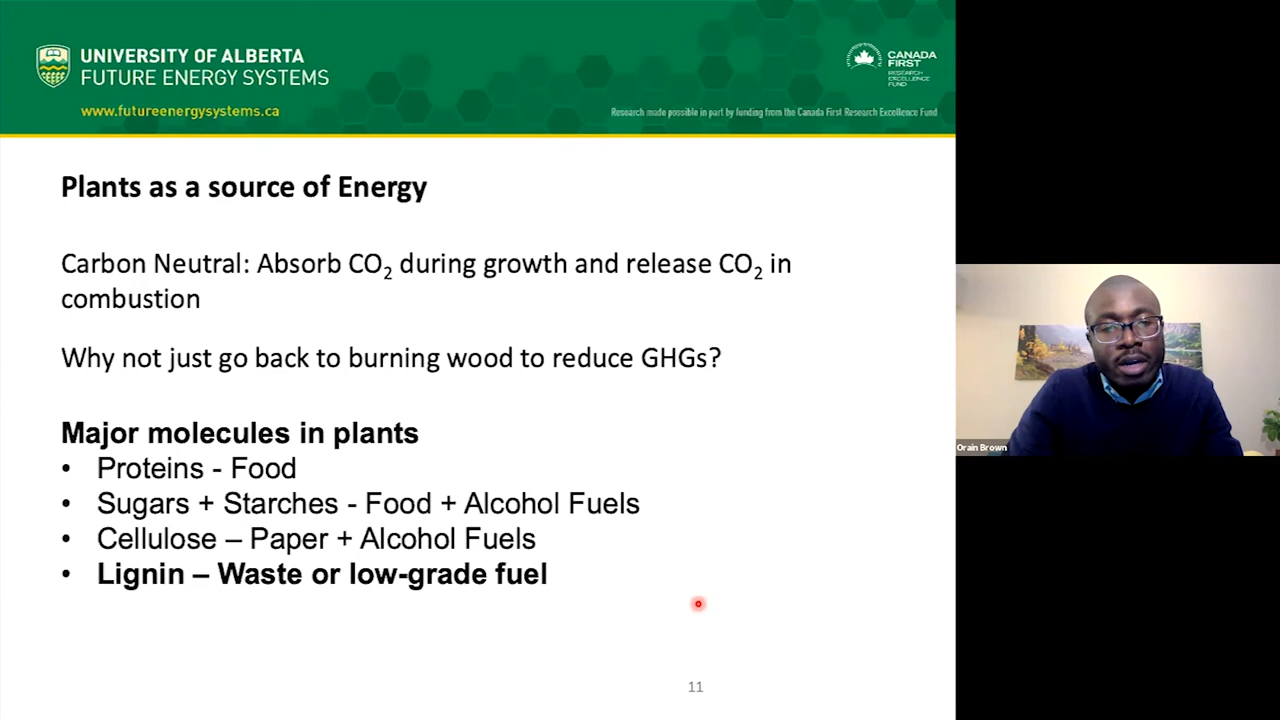 UNIVERSITY OF ALBERTA
FUTURE ENERGY SYSTEMS
www.futureenergysystems.ca
CANADA
FIRST
RESEARCH
EXCELLENCE
FUND
Research made possible in part by funding from the Canada First Research Excellence Fund
Plants as a source of Energy
Carbon Neutral: Absorb CO₂ during growth and release CO₂ in
combustion
Why not just go back to burning wood to reduce GHGs?
Major molecules in plants
• Proteins - Food
• Sugars + Starches - Food + Alcohol Fuels
• Cellulose – Paper + Alcohol Fuels
• Lignin – Waste or low-grade fuel
11
Orain Brown